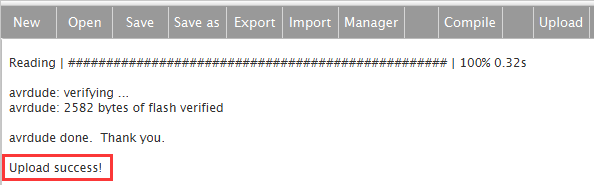 New Open Save Save as Export Import Manager Compile Upload
Reading | ################################################## | 100% 0.32s
avrdude: verifying ...
avrdude: 2582 bytes of flash verified
avrdude done.  Thank you.
Upload success!